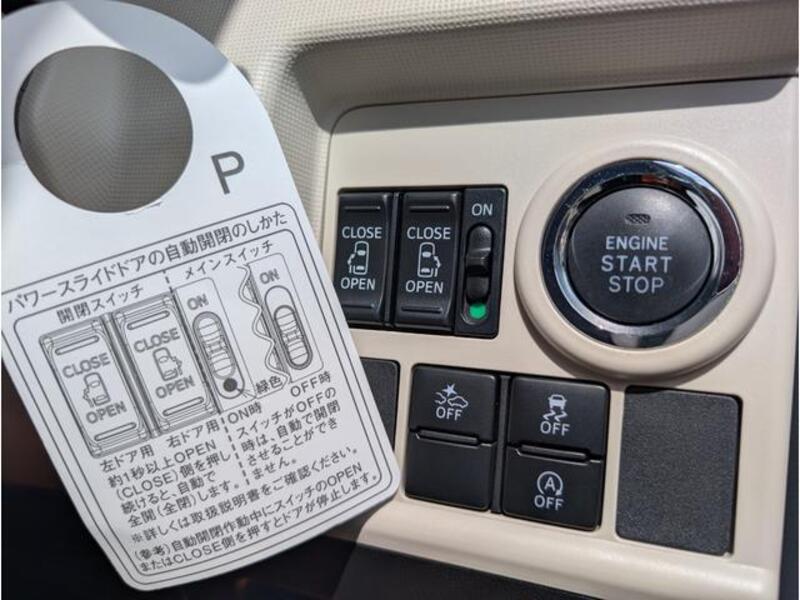 P
パワースライドドアの自動開閉のしかた
開閉スイッチ
メインスイッチ
CLOSE
OPEN
CLOSE
OPEN
ON
ON
緑色
左ドア用
右ドア用
ON時
OFF時
約1秒以上OPEN
(CLOSE)側を押し
続けると、自動で
全開(全閉)します。
スイッチがOFFの
時は、自動で開閉
させることができ
ません。
※詳しくは取扱説明書をご確認ください。
(参考)自動開閉作動中にスイッチのOPEN
またはCLOSE側を押すとドアが停止します。
CLOSE
OPEN
CLOSE
OPEN
ON
ENGINE
START
STOP
OFF
OFF
A
OFF